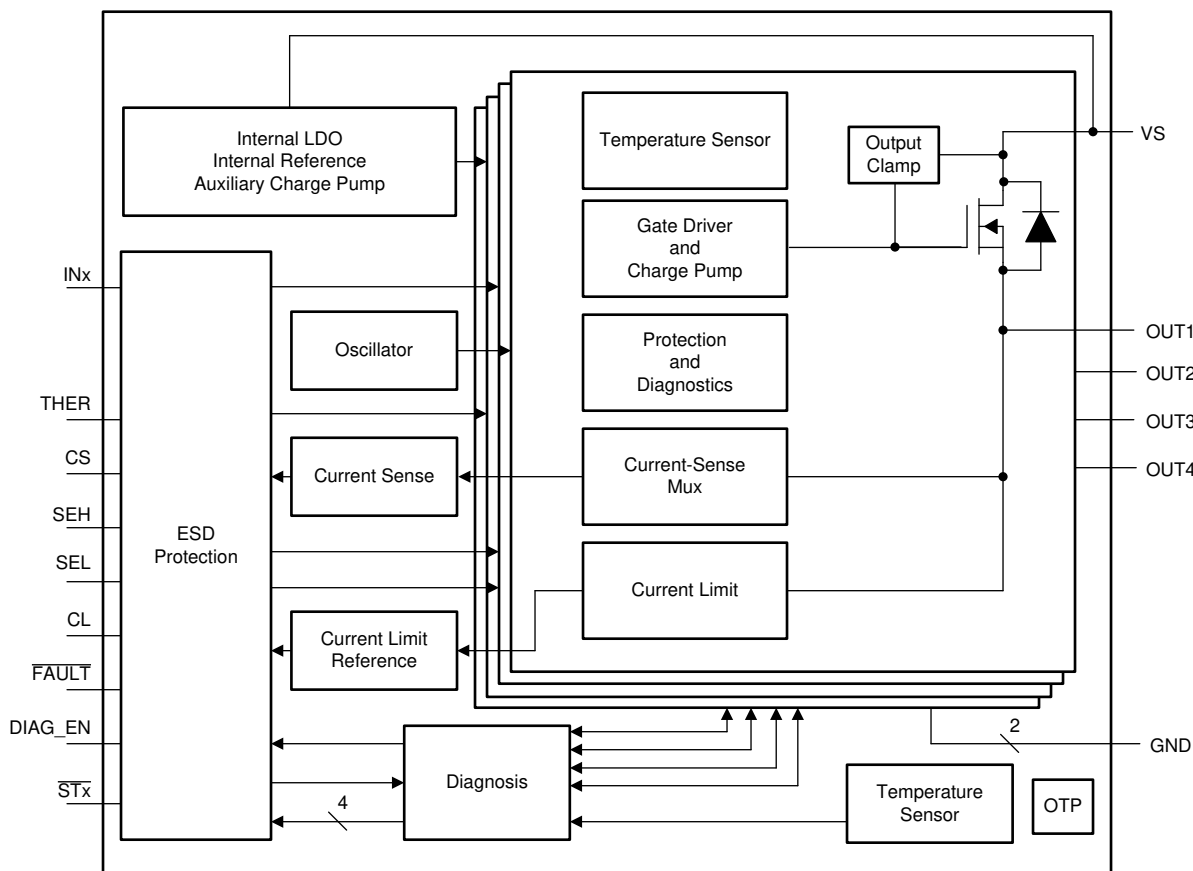 Internal LDO
Internal Reference
Auxiliary Charge Pump
Temperature Sensor
Output
Clamp
VS
Gate Driver
and
Charge Pump
INx
Oscillator
Protection
and
Diagnostics
OUT1
OUT2
OUT3
OUT4
THER
CS
SEH
SEL
CL
FAULT
DIAG_EN
STx
ESD
Protection
Current Sense
Current-Sense
Mux
Current Limit
Current Limit
Reference
Diagnosis
4
2
GND
Temperature
Sensor
OTP